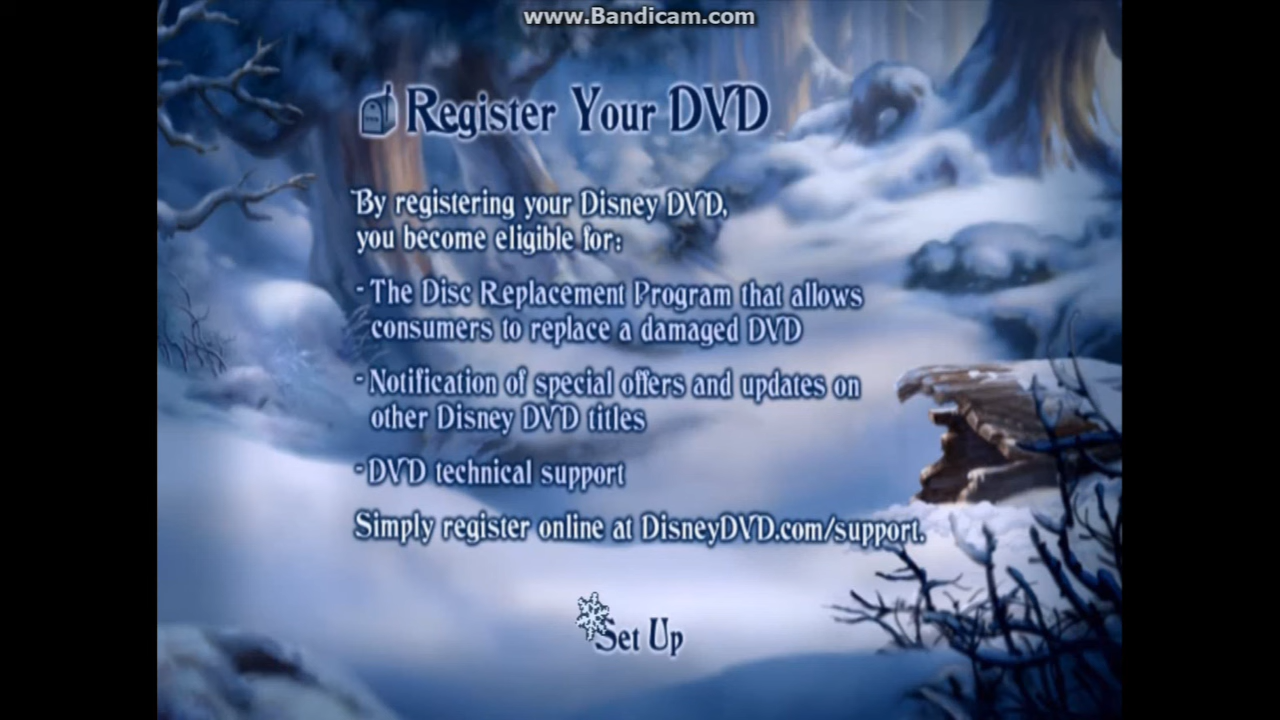 www.Bandicam.com
Register Your DVD
By registering your Disney DVD,
you become eligible for:
- The Disc Replacement Program that allows
consumers to replace a damaged DVD
- Notification of special offers and updates on
other Disney DVD titles
- DVD technical support
Simply register online at DisneyDVD.com/support.
Set Up